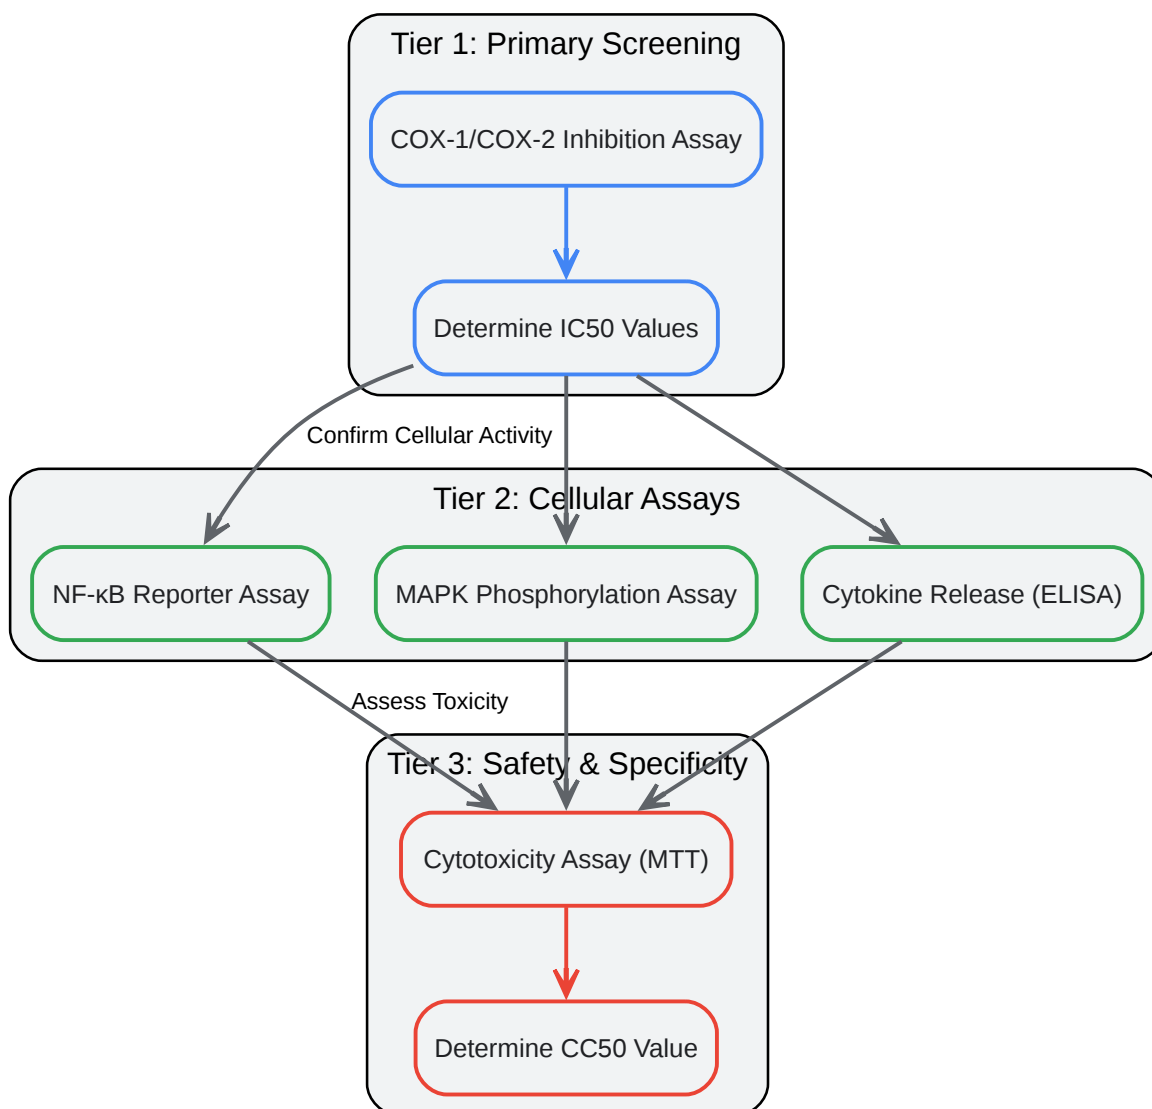 Tier 1: Primary Screening
COX-1/COX-2 Inhibition Assay
Determine IC50 Values
Confirm Cellular Activity
Tier 2: Cellular Assays
NF-κB Reporter Assay
MAPK Phosphorylation Assay
Cytokine Release (ELISA)
Assess Toxicity
Tier 3: Safety & Specificity
Cytotoxicity Assay (MTT)
Determine CC50 Value